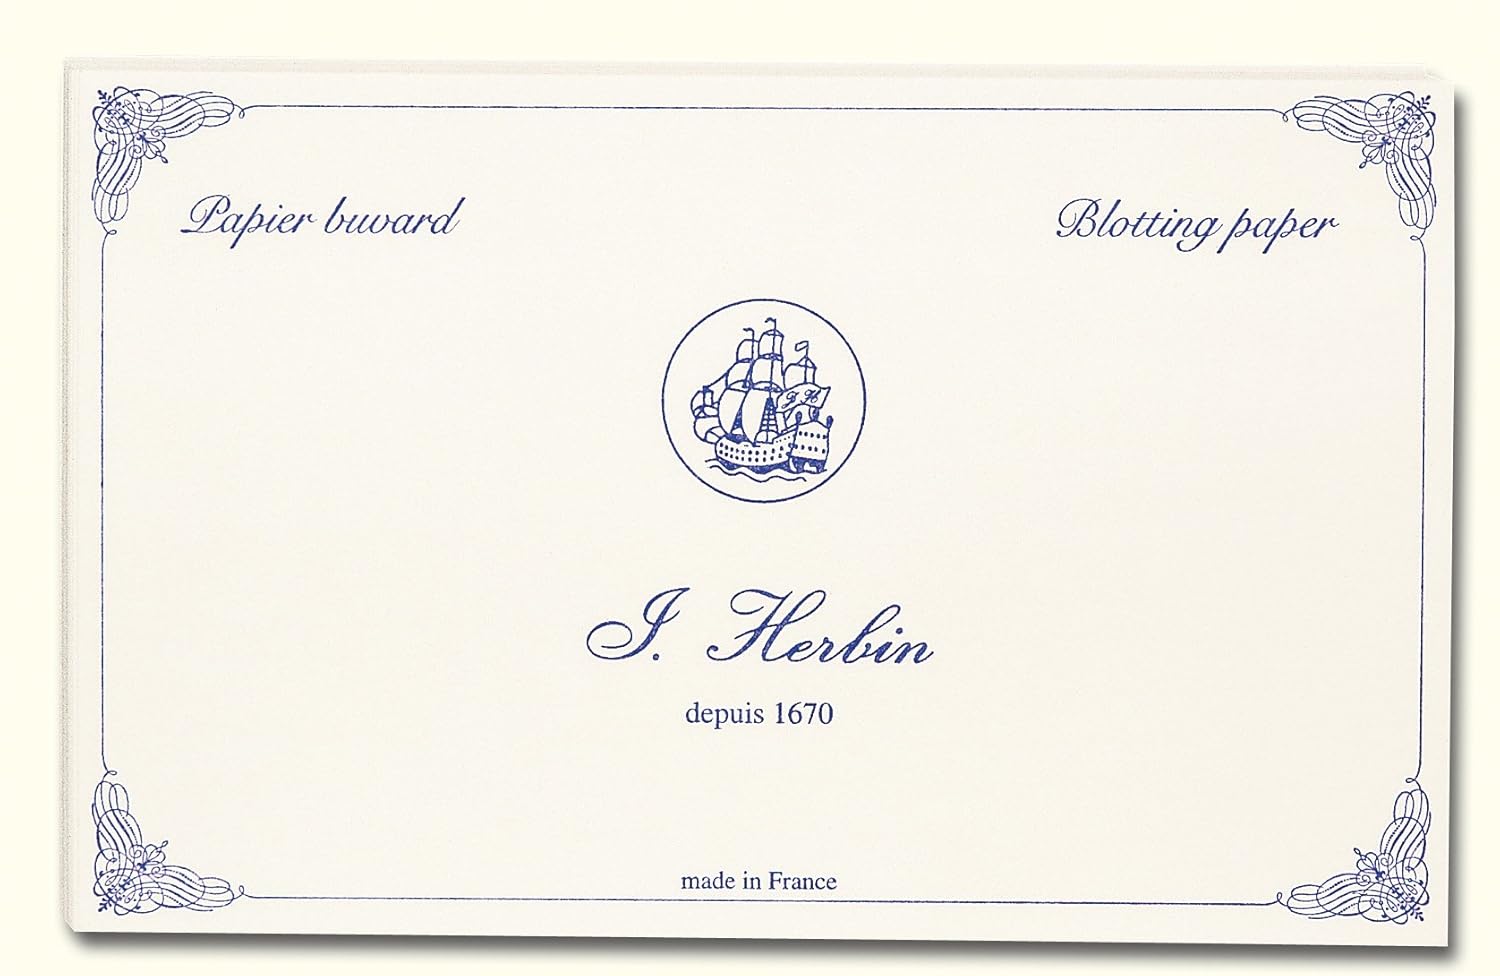 Papier buvard
Blotting paper
J H
J. Herbin
depuis 1670
made in France